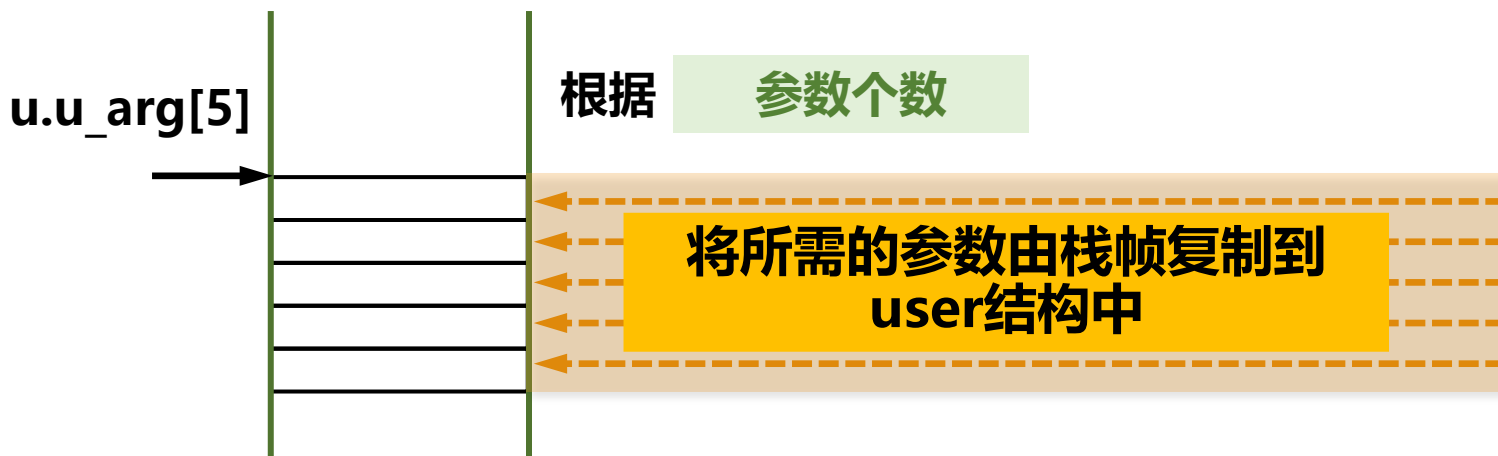 根据 参数个数
u.u_arg[5]
将所需的参数由栈帧复制到
user结构中